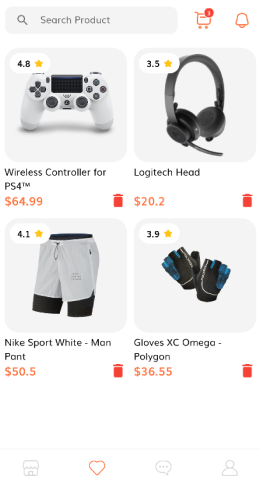 Search Product
3
4.8
3.5
Wireless Controller for
PS4™
$64.99
Logitech Head
$20.2
4.1
3.9
Nike Sport White - Man
Pant
$50.5
Gloves XC Omega -
Polygon
$36.55